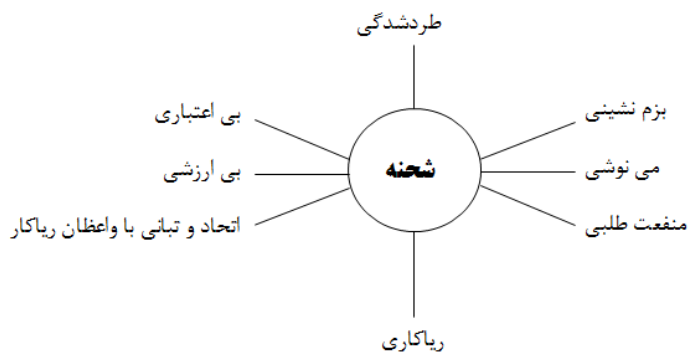 طردشدگی
بزم نشینی
بی اعتباری
می نوشی
شحنه
بی ارزشی
منفعت طلبی
اتحاد و تبانی با واعظان ریاکار
ریاکاری